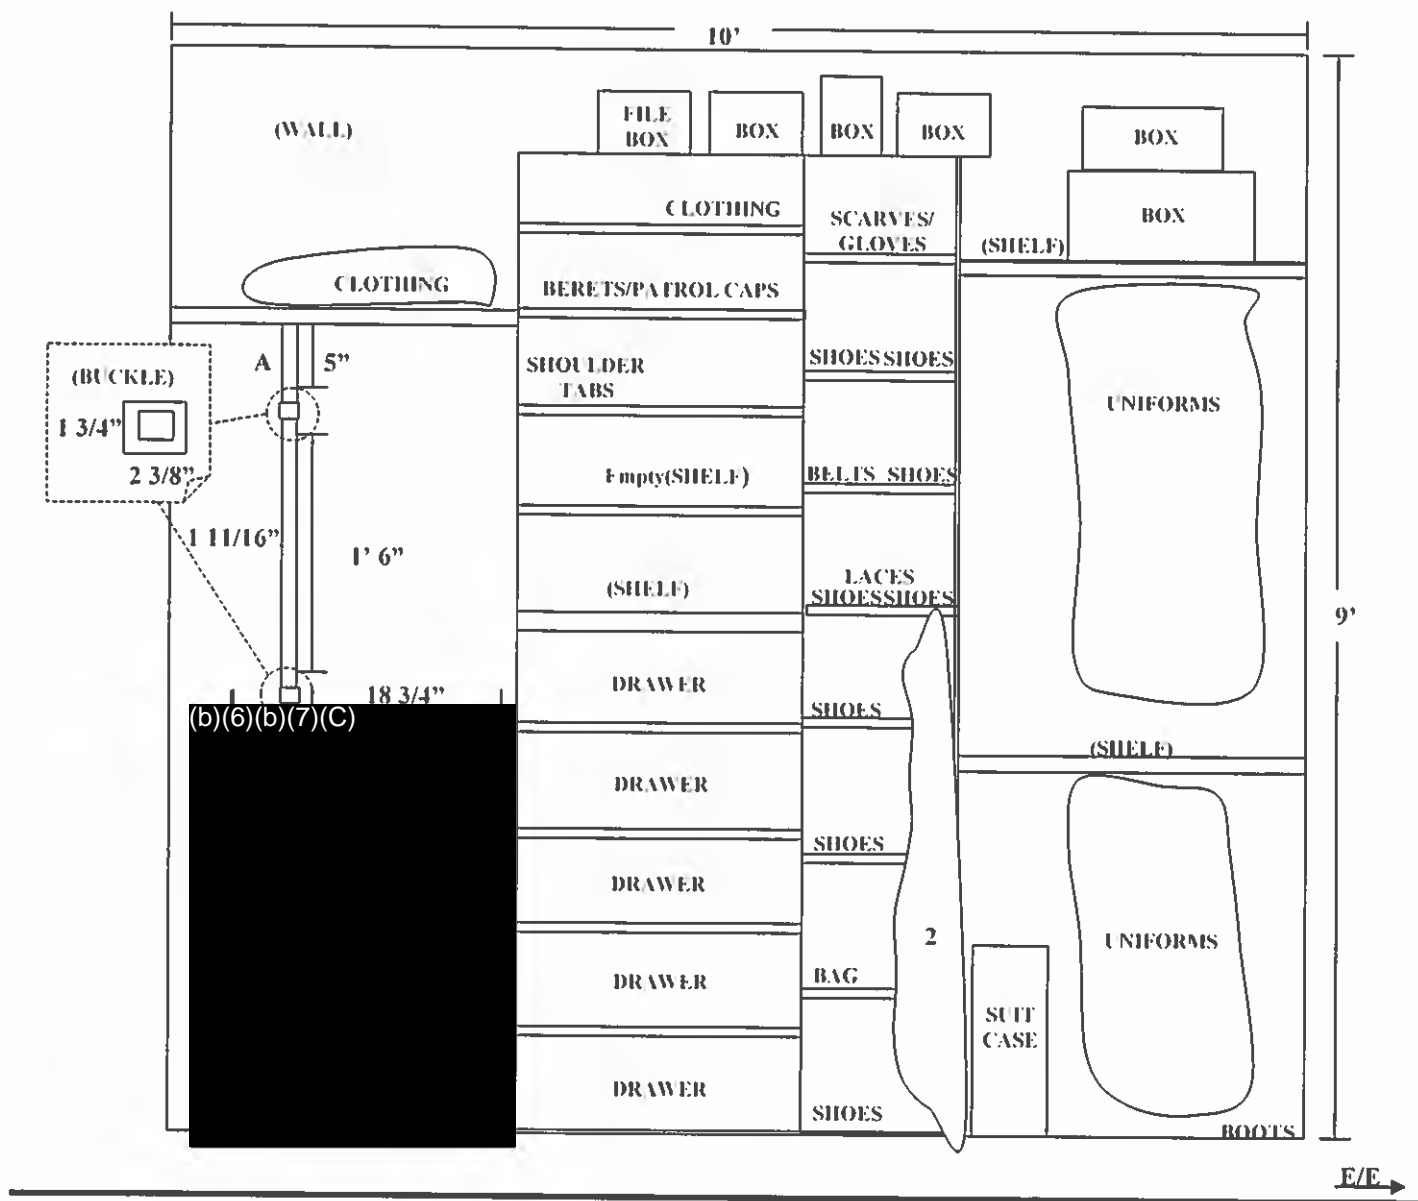 10'
(WALL)
FILE
BOX
BOX
BOX
BOX
BOX
BOX
CLOTHING
SCARVES/
GLOVES
(SHELF)
CLOTHING
BERETS/PATROL CAPS
A
5"
SHOULDER
TABS
SHOES SHOES
UNIFORMS
(BUCKLE)
1 3/4"
2 3/8"
Empty(SHELF)
BELTS SHOES
1 11/16"
1' 6"
(SHELF)
LACES
SHOES SHOES
9'
18 3/4"
DRAWER
SHOES
(b)(6)(b)(7)(C)
(SHELF)
DRAWER
SHOES
DRAWER
2
UNIFORMS
DRAWER
BAG
SUIT
CASE
DRAWER
SHOES
BOOTS
E/E